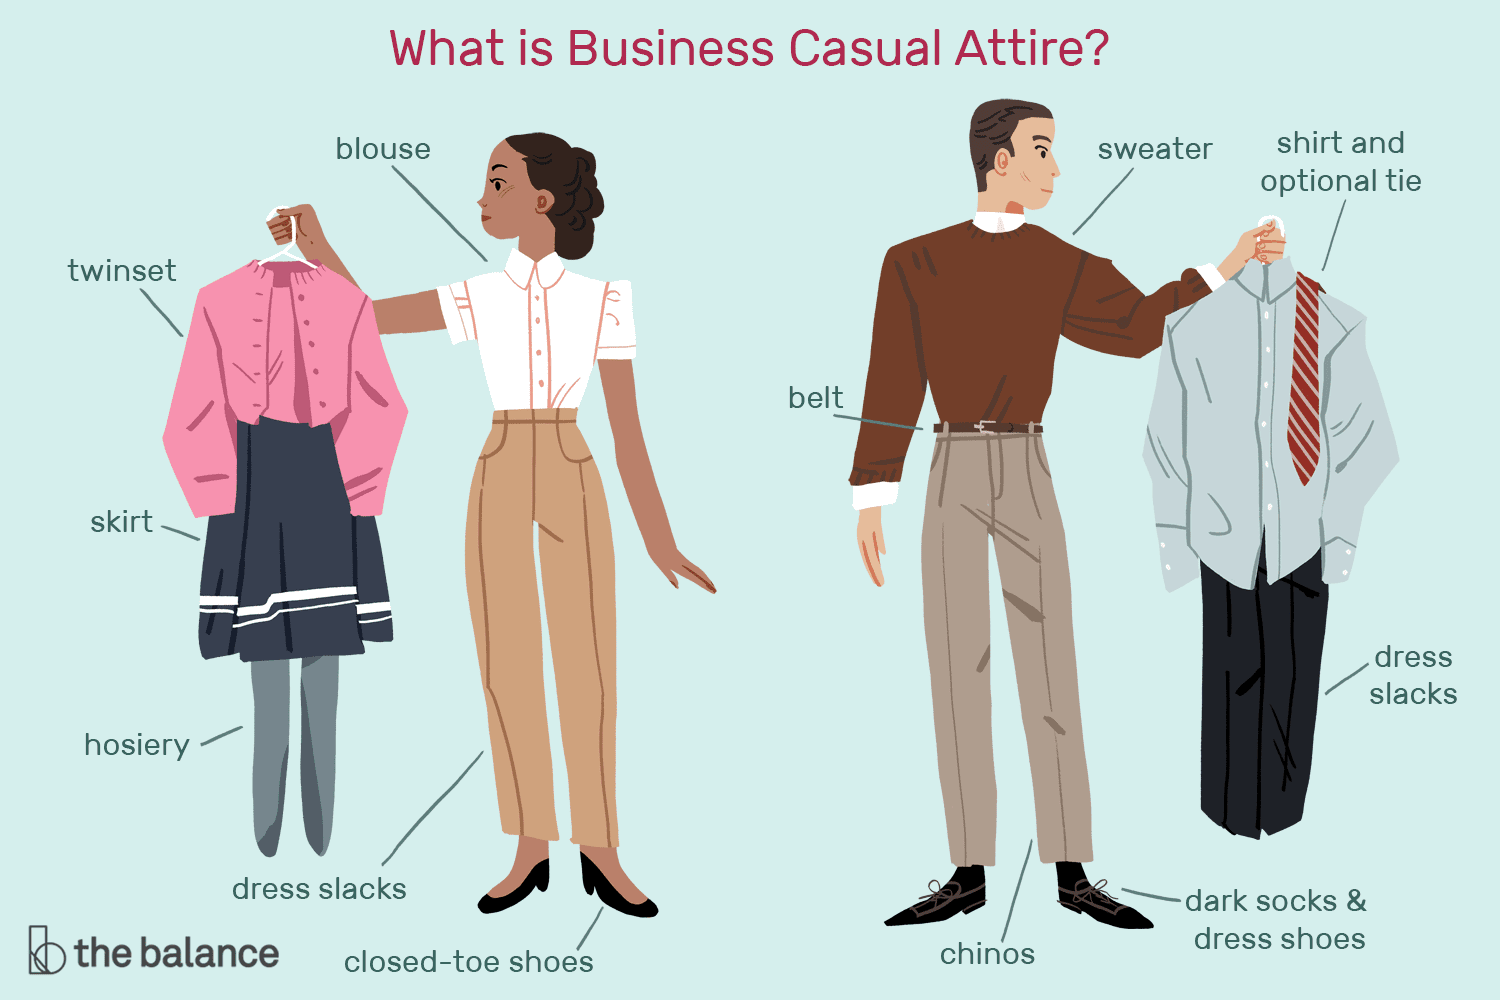 What is Business Casual Attire?
blouse
twinset
skirt
hosiery
dress slacks
closed-toe shoes
sweater
shirt and
optional tie
belt
dress
slacks
dark socks &
dress shoes
chinos
the balance